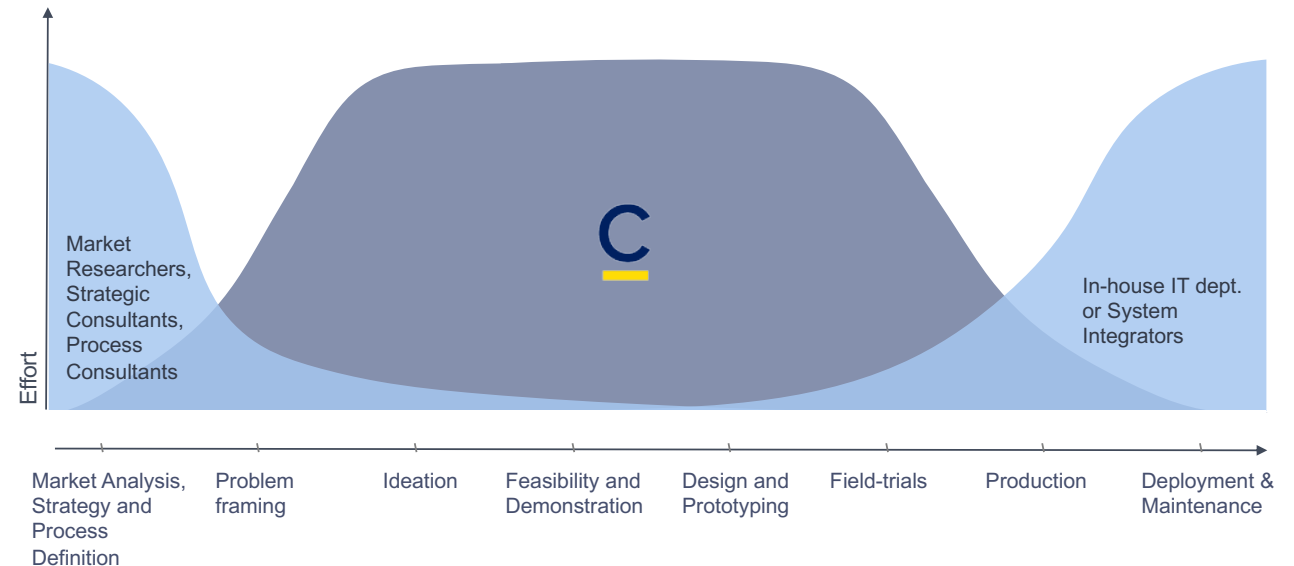 Market
Researchers,
Strategic
Consultants,
Process
Consultants
C
In-house IT dept.
or System
Integrators
Effort
Market Analysis,
Strategy and
Process
Definition
Problem
framing
Ideation
Feasibility and
Demonstration
Design and
Prototyping
Field-trials
Production
Deployment &
Maintenance